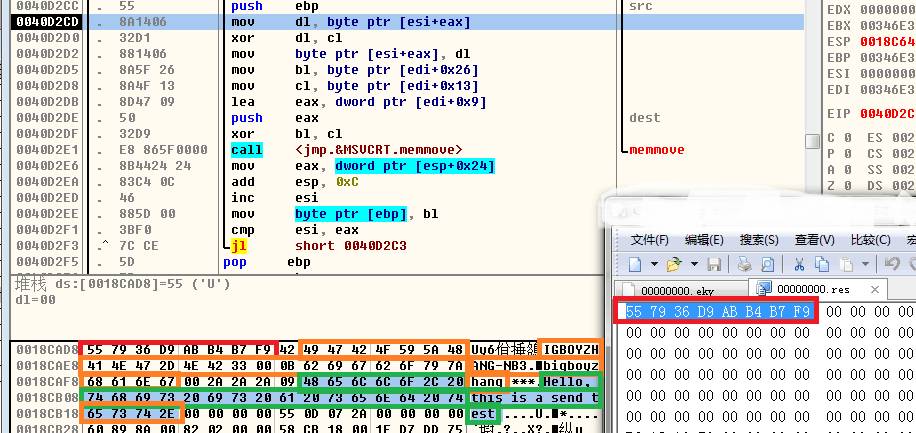 0040D2CC . 55 push ebp src
0040D2CD . 8A1406 mov dl, byte ptr [esi+eax]
0040D2D0 . 32D1 xor dl, cl
0040D2D2 . 881406 mov byte ptr [esi+eax], dl
0040D2D5 . 8A5F 26 mov bl, byte ptr [edi+0x26]
0040D2D8 . 8A4F 13 mov cl, byte ptr [edi+0x13]
0040D2DB . 8D47 09 lea eax, dword ptr [edi+0x9]
0040D2DE . 50 push eax dest
0040D2DF . 32D9 xor bl, cl
0040D2E1 . E8 865F0000 call <jmp.&MSVCRT.memmove> memmove
0040D2E6 . 8B4424 24 mov eax, dword ptr [esp+0x24]
0040D2EA . 83C4 0C add esp, 0xC
0040D2ED . 46 inc esi
0040D2EE . 885D 00 mov byte ptr [ebp], bl
0040D2F1 . 3BF0 cmp esi, eax
0040D2F3 .^ 7C CE jl short 0040D2C3
0040D2F5 . 5D pop ebp
EDX 0000000
EBX 00346E3
ESP 0018C64
EBP 00346E3
ESI 0000000
EDI 00346E3
EIP 0040D2C
C 0 ES 002
P 0 CS 002
A 0 SS 002
Z 0 DS 002
堆栈 ds:[0018CAD8]=55 ('U')
dl=00
0018CAD8 55 79 36 D9 AB B4 B7 F9 42 49 47 42 4F 59 5A 48 IGBOYZH
0018CAE8 41 4E 47 2D 4E 42 33 00 0B 62 69 67 62 6F 79 7A ANG-NB3. bigboyz
0018CAF8 68 61 6E 67 00 2A 2A 2A 09 48 65 6C 6C 6F 2C 20 hang ***. Hello,
0018CB08 74 68 69 73 20 69 73 20 61 20 73 65 6E 64 20 74 this is a send t
0018CB18 65 73 74 2E 00 00 00 00 55 0D 07 2A 00 00 00 00 est
0018CB28 60 89 8A 00 82 02 00 00 58 CB 18 00 1F D7 DD 75
文件(F) 编辑(E) 搜索(S) 查看(V) 比较(C) 宏
00000000.eky 00000000.res
55 79 36 D9 AB B4 B7 F9 00 00 00 00
00 00 00 00 00 00 00 00 00 00 00 00
00 00 00 00 00 00 00 00 00 00 00 00
00 00 00 00 00 00 00 00 00 00 00 00
00 00 00 00 00 00 00 00 00 00 00 00
00 00 00 00 00 00 00 00 00 00 00 00